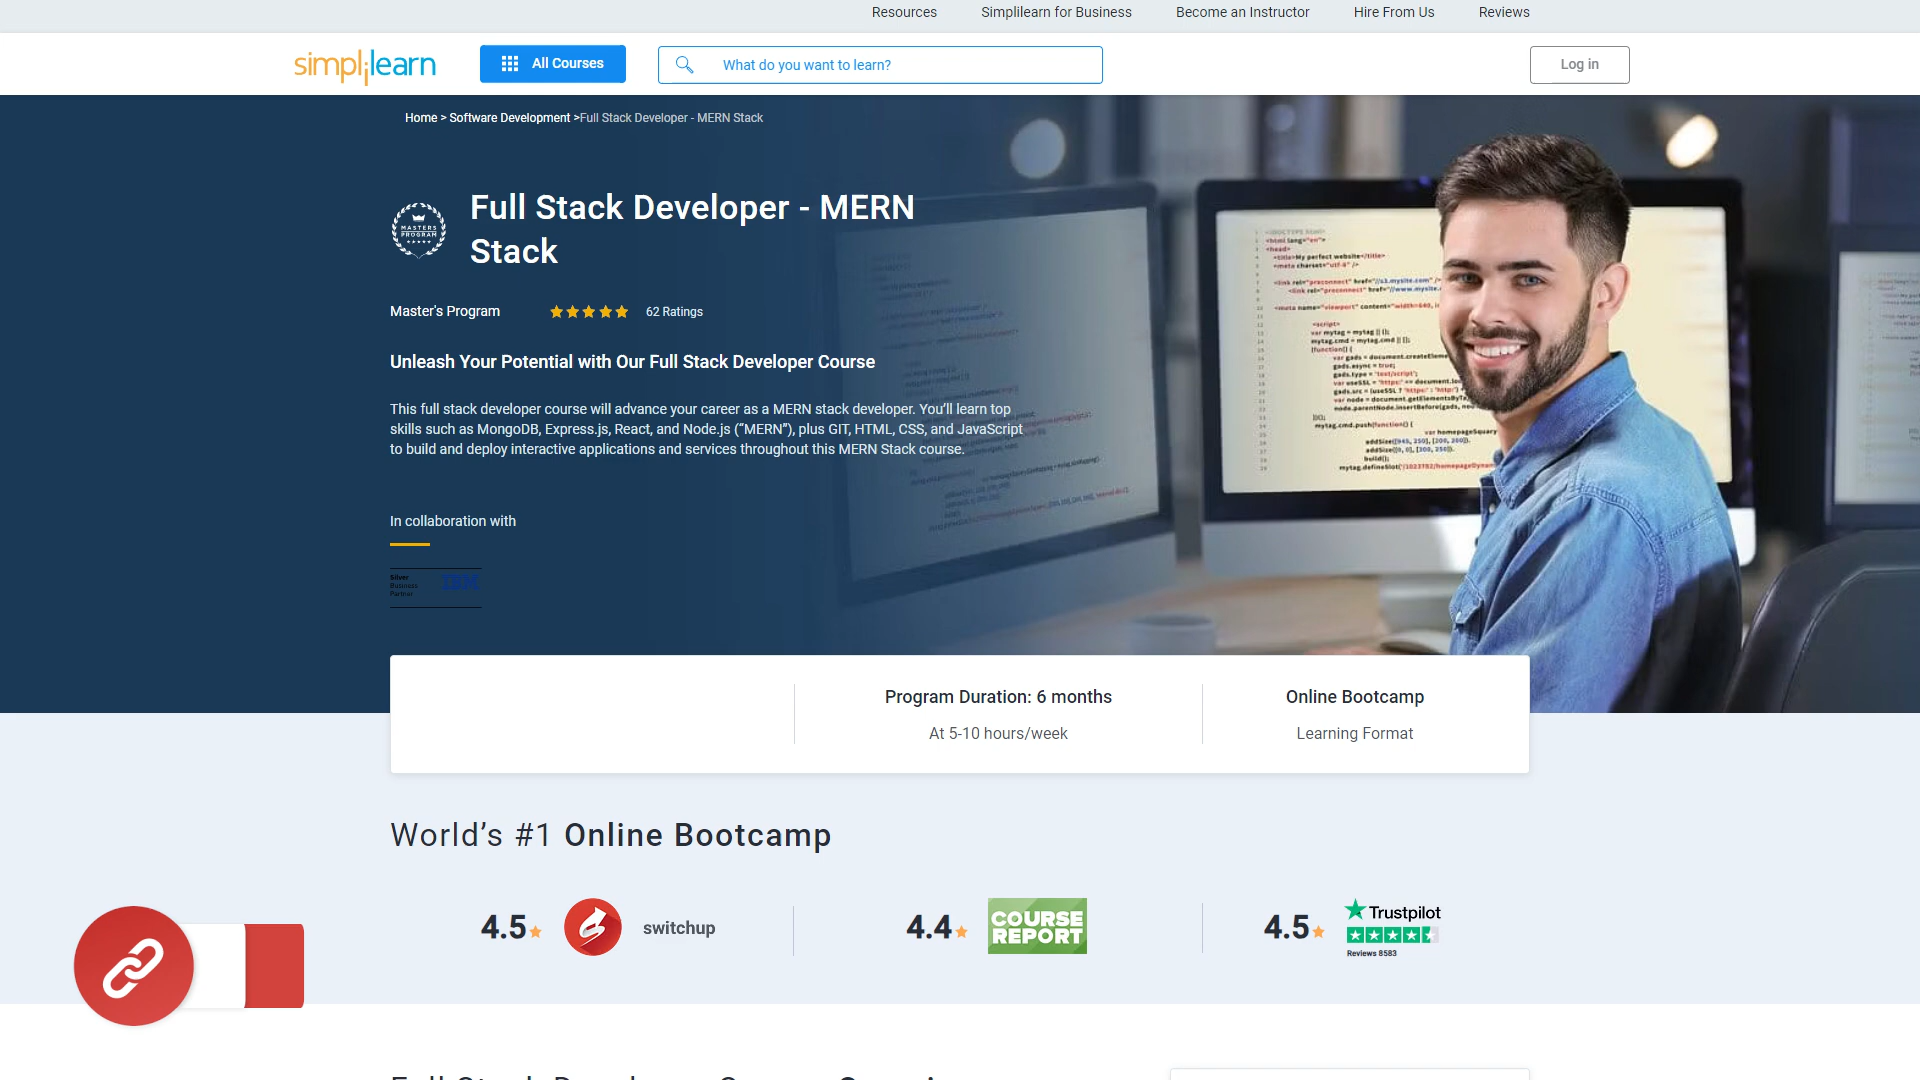 Resources Simplilearn for Business Become an Instructor Hire From Us Reviews
simplilearn All Courses What do you want to learn? Log in
Home > Software Development >Full Stack Developer - MERN Stack
MASTERS
PROGRAM
Full Stack Developer - MERN
Stack
Master's Program 62 Ratings
Unleash Your Potential with Our Full Stack Developer Course
This full stack developer course will advance your career as a MERN stack developer. You’ll learn top
skills such as MongoDB, Express.js, React, and Node.js (“MERN”), plus GIT, HTML, CSS, and JavaScript
to build and deploy interactive applications and services throughout this MERN Stack course.
In collaboration with
Silver
Business
Partner
IBM
Program Duration: 6 months
At 5-10 hours/week
Online Bootcamp
Learning Format
World’s #1 Online Bootcamp
4.5 switchup
4.4 COURSE
REPORT
4.5 Trustpilot
Reviews 8583